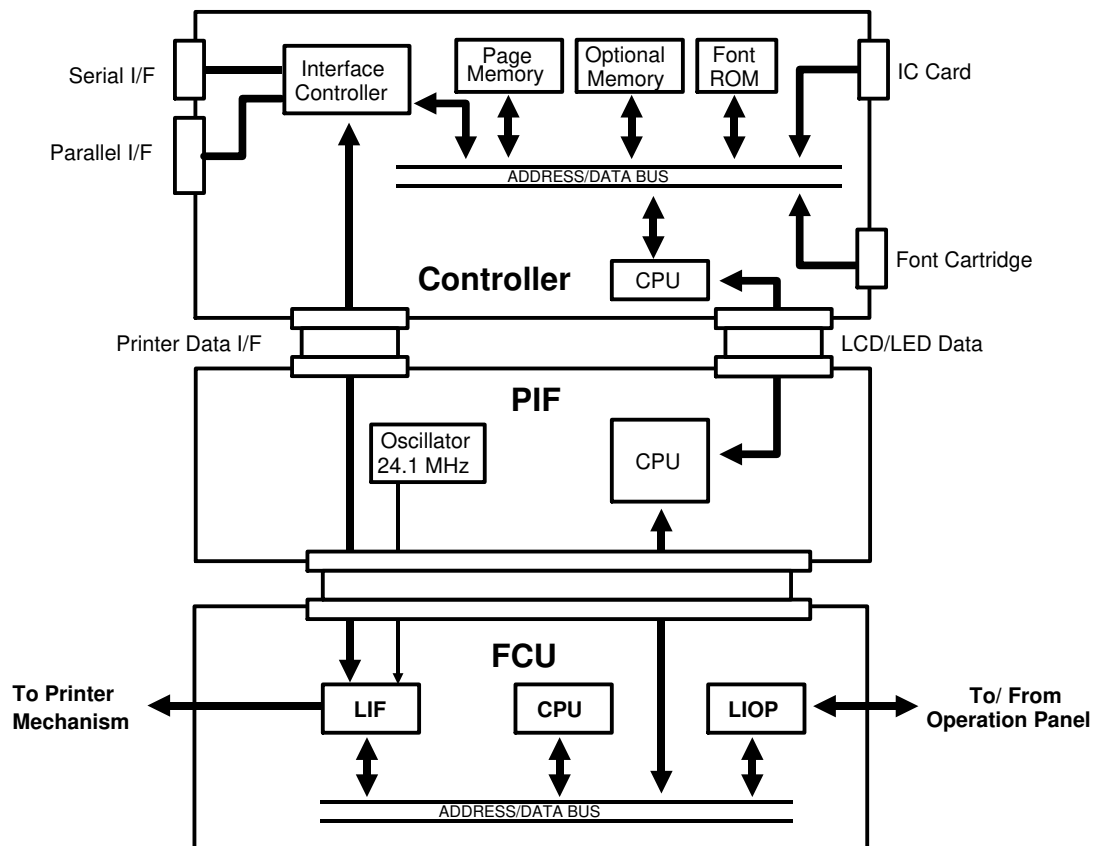 Serial I/F
Parallel I/F
Interface
Controller
Page
Memory
Optional
Memory
Font
ROM
IC Card
ADDRESS/DATA BUS
Controller
CPU
Font Cartridge
Printer Data I/F
LCD/LED Data
PIF
Oscillator
24.1 MHz
CPU
FCU
To Printer
Mechanism
LIF
CPU
LIOP
To/ From
Operation Panel
ADDRESS/DATA BUS